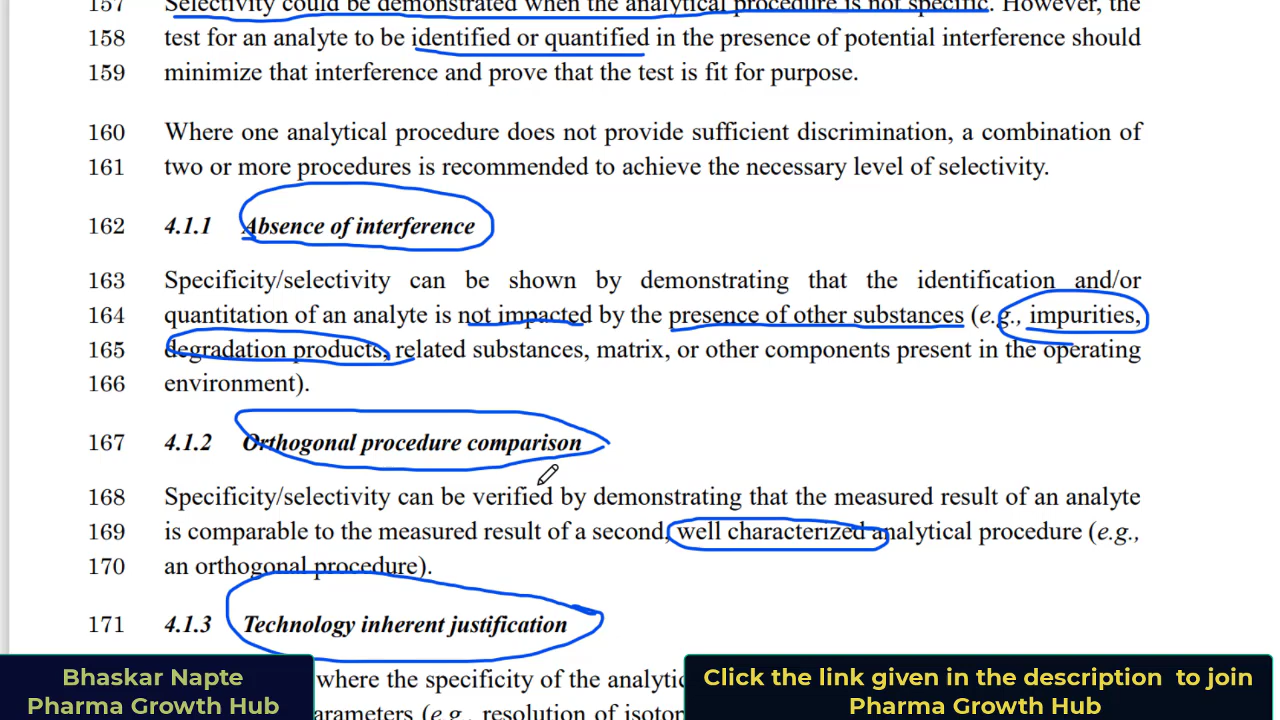 157 Selectivity could be demonstrated when the analytical procedure is not specific. However, the
158 test for an analyte to be identified or quantified in the presence of potential interference should
159 minimize that interference and prove that the test is fit for purpose.
160 Where one analytical procedure does not provide sufficient discrimination, a combination of
161 two or more procedures is recommended to achieve the necessary level of selectivity.
162 4.1.1 Absence of interference
163 Specificity/selectivity can be shown by demonstrating that the identification and/or
164 quantitation of an analyte is not impacted by the presence of other substances (e.g., impurities,
165 degradation products, related substances, matrix, or other components present in the operating
166 environment).
167 4.1.2 Orthogonal procedure comparison
168 Specificity/selectivity can be verified by demonstrating that the measured result of an analyte
169 is comparable to the measured result of a second, well characterized analytical procedure (e.g.,
170 an orthogonal procedure).
171 4.1.3 Technology inherent justification
where the specificity of the analytic
arameters (e.g., resolution of isoto
Bhaskar Napte
Pharma Growth Hub
Click the link given in the description to join
Pharma Growth Hub